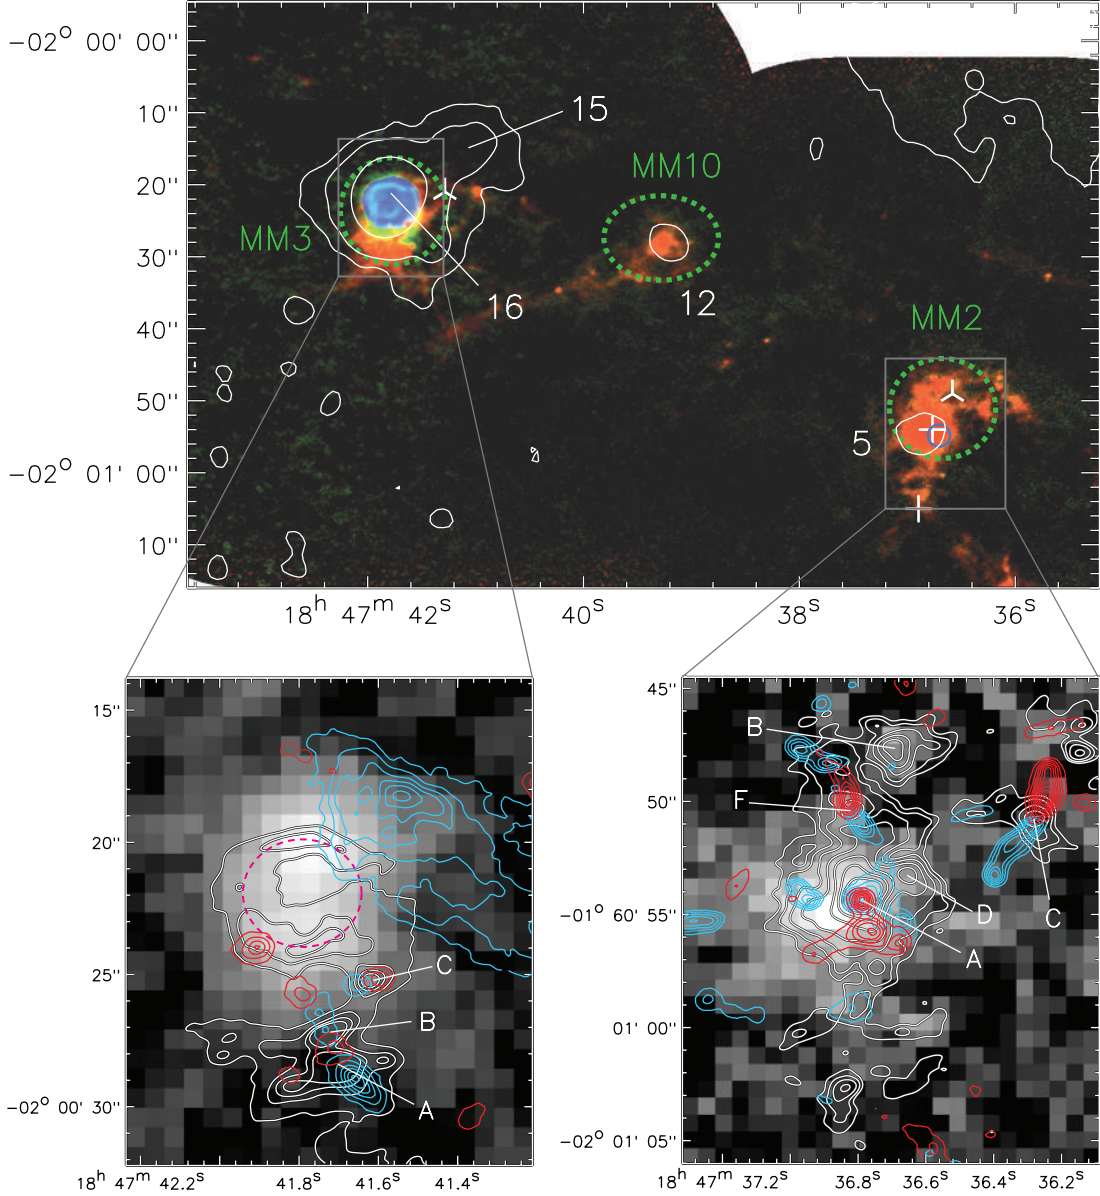 -02° 00' 00"
10"
15
MM10
20"
MM3
30"
16
12
MM2
40"
50"
5
-02° 01' 00"
10"
18ʰ 47ᵐ 42ˢ
40ˢ
38ˢ
36ˢ
15"
20"
25"
C
B
A
-02° 00' 30"
18ʰ 47ᵐ 42.2ˢ
41.8ˢ
41.6ˢ
41.4ˢ
45"
B
50"
F
-01° 60' 55"
D
C
A
01' 00"
-02° 01' 05"
18ʰ 47ᵐ 37.2ˢ
36.8ˢ
36.6ˢ
36.4ˢ
36.2ˢ